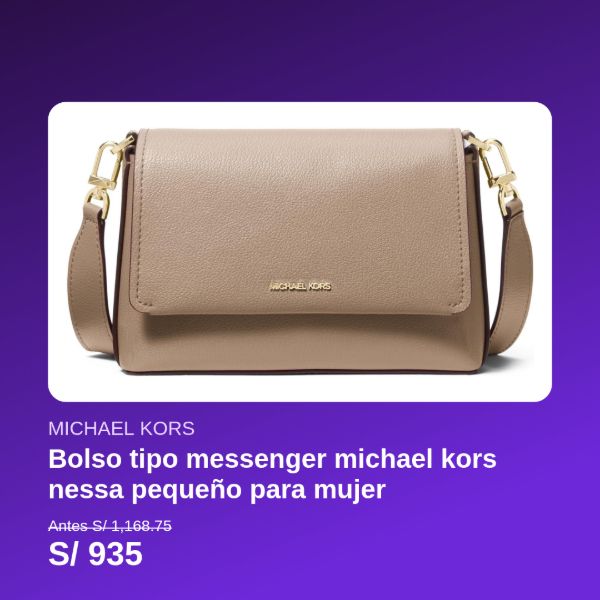 MICHAEL KORS
MICHAEL KORS
Bolso tipo messenger michael kors
nessa pequeño para mujer
Antes S/ 1,168.75
S/ 935